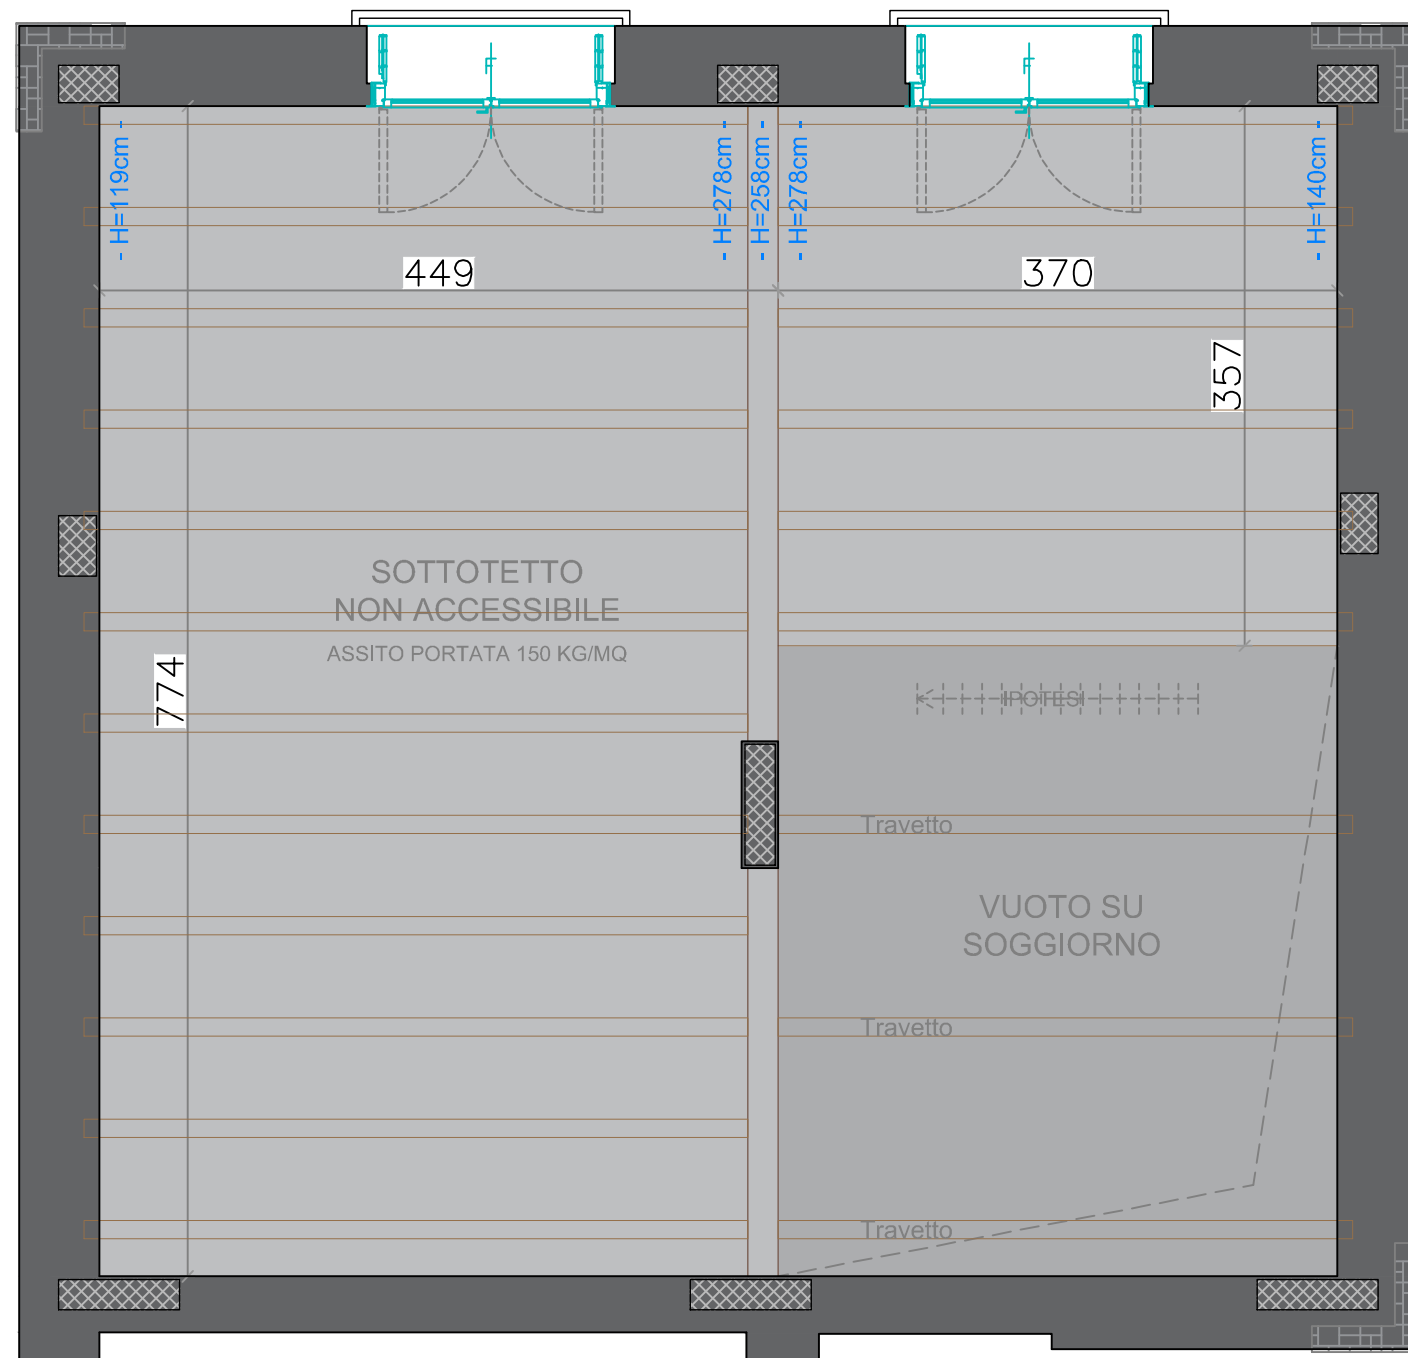 - H=119cm -
- H=278cm -
- H=258cm -
- H=278cm -
- H=140cm -
449
370
357
SOTTOTETTO
NON ACCESSIBILE
ASSITO PORTATA 150 KG/MQ
774
IPOTESI
Travetto
VUOTO SU
SOGGIORNO
Travetto
Travetto